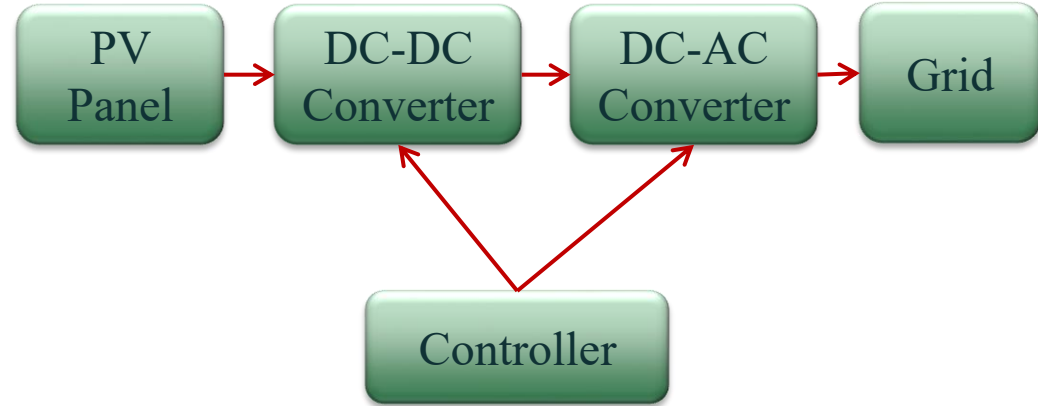 PV
Panel
DC-DC
Converter
DC-AC
Converter
Grid
Controller